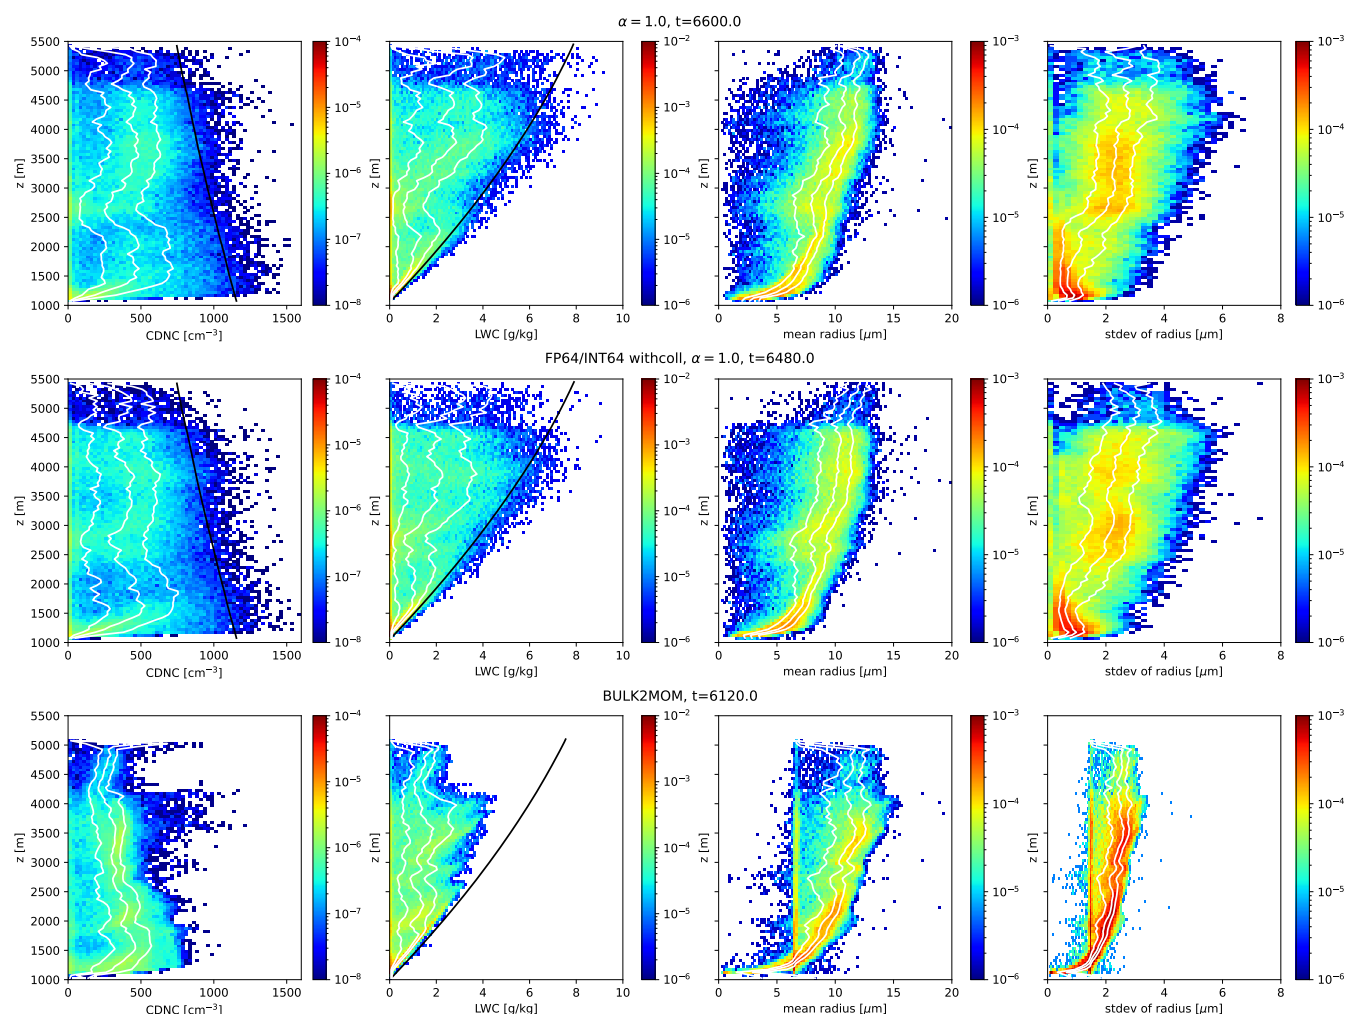 α = 1.0, t=6600.0
5500 5000 4500 4000 3500 3000 2500 2000 1500 1000
z [m]
0 500 1000 1500
CDNC [cm⁻³]
10⁻⁴ 10⁻⁵ 10⁻⁶ 10⁻⁷ 10⁻⁸
z [m]
0 2 4 6 8 10
LWC [g/kg]
10⁻² 10⁻³ 10⁻⁴ 10⁻⁵ 10⁻⁶
z [m]
0 5 10 15 20
mean radius [μm]
10⁻³ 10⁻⁴ 10⁻⁵ 10⁻⁶
z [m]
0 2 4 6 8
stdev of radius [μm]
10⁻³ 10⁻⁴ 10⁻⁵ 10⁻⁶
FP64/INT64 withcoll, α = 1.0, t=6480.0
5500 5000 4500 4000 3500 3000 2500 2000 1500 1000
z [m]
0 500 1000 1500
CDNC [cm⁻³]
10⁻⁴ 10⁻⁵ 10⁻⁶ 10⁻⁷ 10⁻⁸
z [m]
0 2 4 6 8 10
LWC [g/kg]
10⁻² 10⁻³ 10⁻⁴ 10⁻⁵ 10⁻⁶
z [m]
0 5 10 15 20
mean radius [μm]
10⁻³ 10⁻⁴ 10⁻⁵ 10⁻⁶
z [m]
0 2 4 6 8
stdev of radius [μm]
10⁻³ 10⁻⁴ 10⁻⁵ 10⁻⁶
BULK2MOM, t=6120.0
5500 5000 4500 4000 3500 3000 2500 2000 1500 1000
z [m]
0 500 1000 1500
CDNC [cm⁻³]
10⁻⁴ 10⁻⁵ 10⁻⁶ 10⁻⁷ 10⁻⁸
z [m]
0 2 4 6 8 10
LWC [g/kg]
10⁻² 10⁻³ 10⁻⁴ 10⁻⁵ 10⁻⁶
z [m]
0 5 10 15 20
mean radius [μm]
10⁻³ 10⁻⁴ 10⁻⁵ 10⁻⁶
z [m]
0 2 4 6 8
stdev of radius [μm]
10⁻³ 10⁻⁴ 10⁻⁵ 10⁻⁶